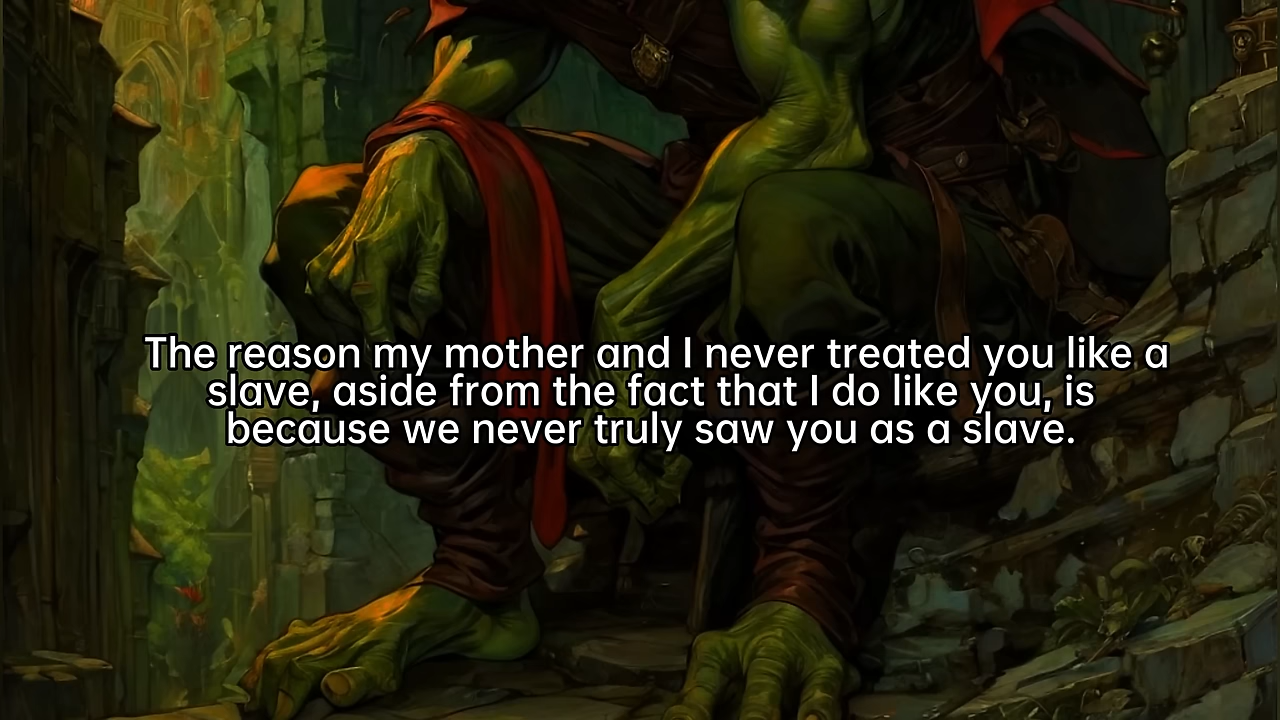 The reason my mother and I never treated you like a
slave, aside from the fact that I do like you, is
because we never truly saw you as a slave.